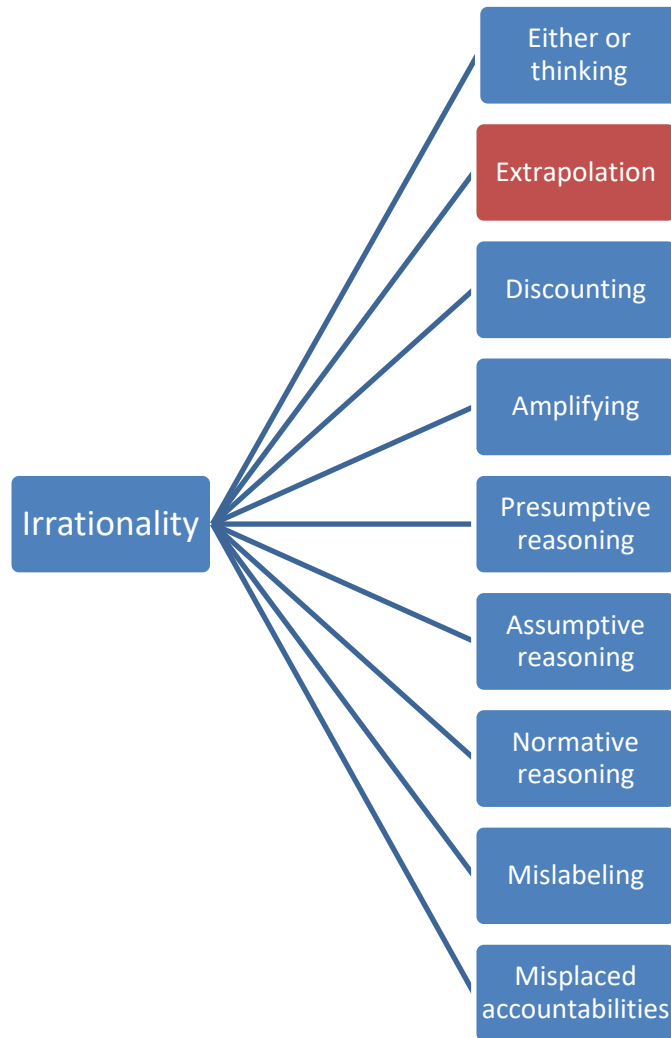 Either or
thinking
Extrapolation
Discounting
Amplifying
Irrationality
Presumptive
reasoning
Assumptive
reasoning
Normative
reasoning
Mislabeling
Misplaced
accountabilities